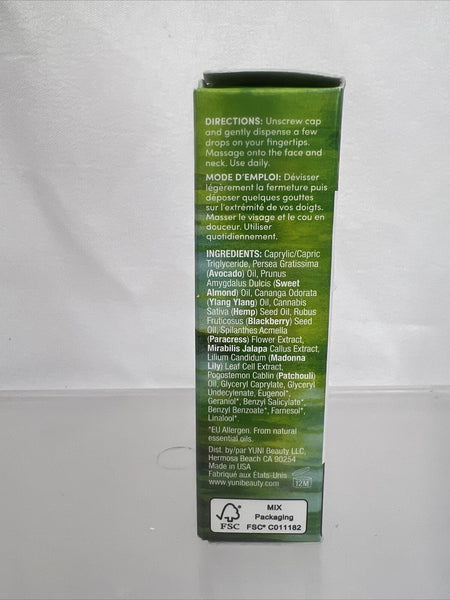 DIRECTIONS: Unscrew cap
and gently dispense a few
drops on your fingertips.
Massage onto the face and
neck. Use daily.
MODE D'EMPLOI: Dévisser
légèrement la fermeture puis
déposer quelques gouttes
sur l'extrémité de vos doigts.
Masser le visage et le cou en
douceur. Utiliser
quotidiennement.
INGREDIENTS: Caprylic/Capric
Triglyceride, Persea Gratissima
(Avocado) Oil, Prunus
Amygdalus Dulcis (Sweet
Almond) Oil, Cananga Odorata
(Ylang Ylang) Oil, Cannabis
Sativa (Hemp) Seed Oil, Rubus
Fruticosus (Blackberry) Seed
Oil, Spilanthes Acmella
(Paracress) Flower Extract,
Mirabilis Jalapa Callus Extract,
Lilium Candidum (Madonna
Lily) Leaf Cell Extract,
Pogostemon Cablin (Patchouli)
Oil, Glyceryl Caprylate, Glyceryl
Undecylenate, Eugenol*,
Geraniol*, Benzyl Salicylate*,
Benzyl Benzoate*, Farnesol*,
Linalool*.
*EU Allergen. From natural
essential oils.
Dist. by/par YUNI Beauty LLC,
Hermosa Beach CA 90254
Made in USA
Fabriqué aux États-Unis
www.yunibeauty.com
12M
FSC
MIX
Packaging
FSC® C011182